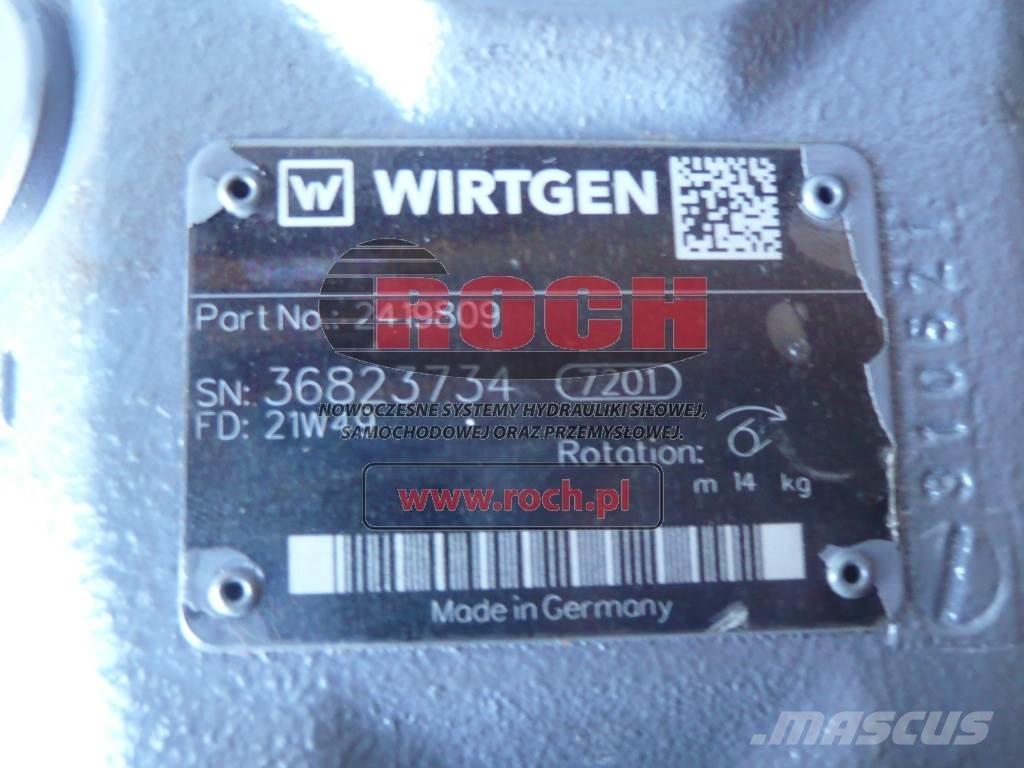 W WIRTGEN
ROCH
Part No.: 2419809
SN: 36823734 7201
NOWOCZESNE SYSTEMY HYDRAULIKI SIŁOWEJ,
FD: 
SAMOCHODOWEJ ORAZ PRZEMYSŁOWEJ.
Rotation:
m 14 kg
www.roch.pl
Made in Germany
MASCUS